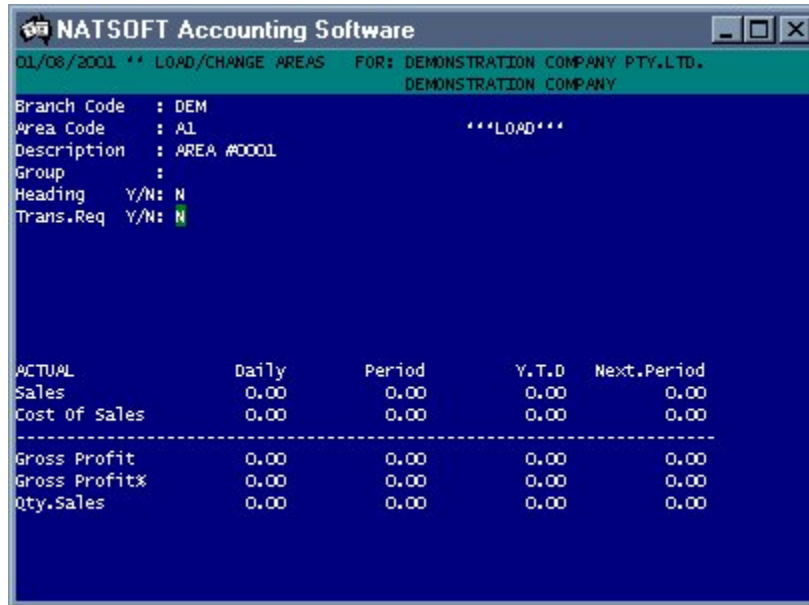 NATSOFT Accounting Software
01/08/2001 ** LOAD/CHANGE AREAS FOR: DEMONSTRATION COMPANY PTY.LTD.
DEMONSTRATION COMPANY
Branch Code : DEM
Area Code : A1 ***LOAD***
Description : AREA #0001
Group :
Heading Y/N: N
Trans.Req Y/N: N
ACTUAL Daily Period Y.T.D Next.Period
Sales 0.00 0.00 0.00 0.00
Cost Of Sales 0.00 0.00 0.00 0.00
Gross Profit 0.00 0.00 0.00 0.00
Gross Profit% 0.00 0.00 0.00 0.00
Qty.Sales 0.00 0.00 0.00 0.00